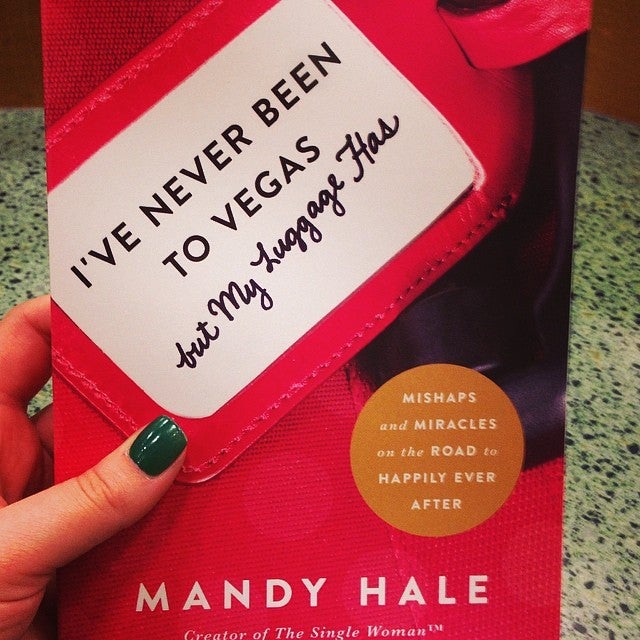 I'VE NEVER BEEN
TO VEGAS
but My Luggage Has
MISHAPS
and MIRACLES
on the ROAD to
HAPPILY EVER
AFTER
MANDY HALE
Creator of The Single Woman™